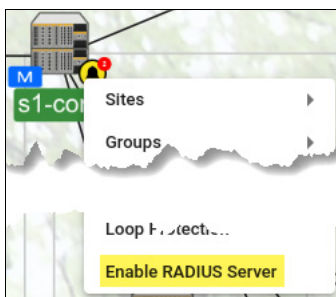 2
M
s1-cor
Sites
Groups
Loop
Enable RADIUS Server